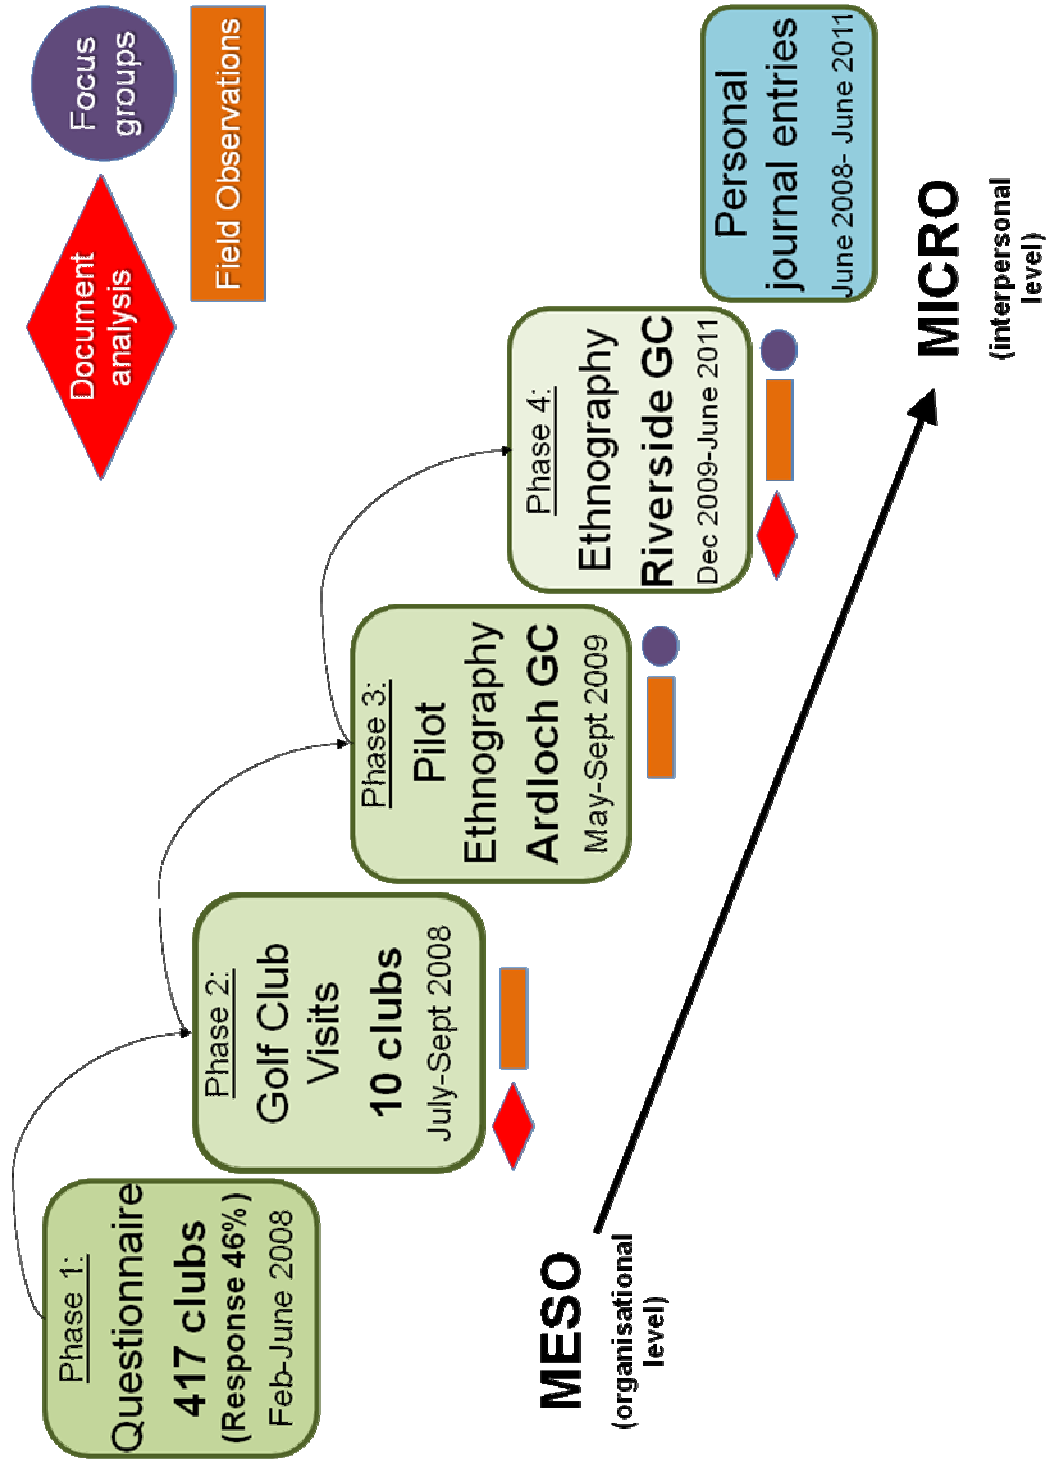 Document
analysis
Focus
groups
Field Observations
Phase 1:
Questionnaire
417 clubs
(Response 46%)
Feb-June 2008
Phase 2:
Golf Club
Visits
10 clubs
July-Sept 2008
Phase 3:
Pilot
Ethnography
Ardloch GC
May-Sept 2009
Phase 4:
Ethnography
Riverside GC
Dec 2009-June 2011
Personal
journal entries
June 2008- June 2011
MESO
(organisational
level)
MICRO
(interpersonal
level)